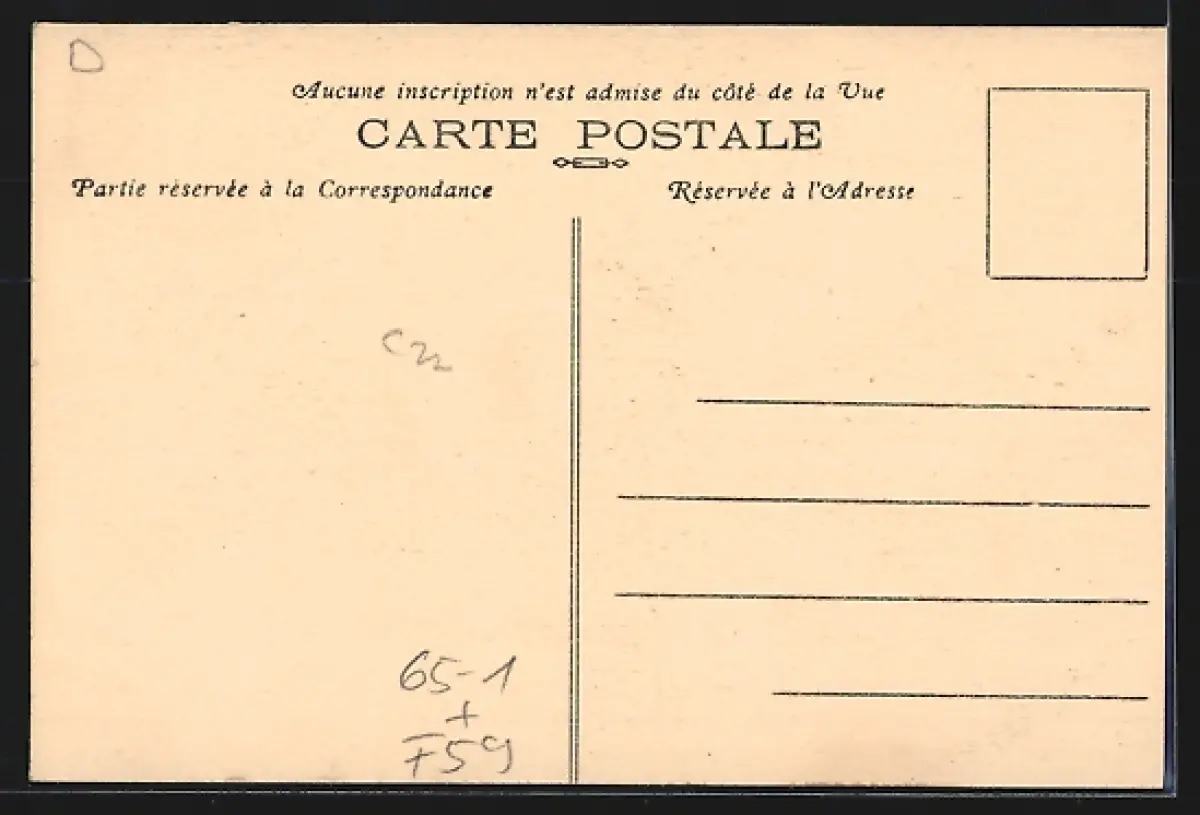 D
Aucune inscription n'est admise du côté de la Vue
CARTE POSTALE
Partie réservée à la Correspondance
Réservée à l'Adresse
C22
65-1
+
F59